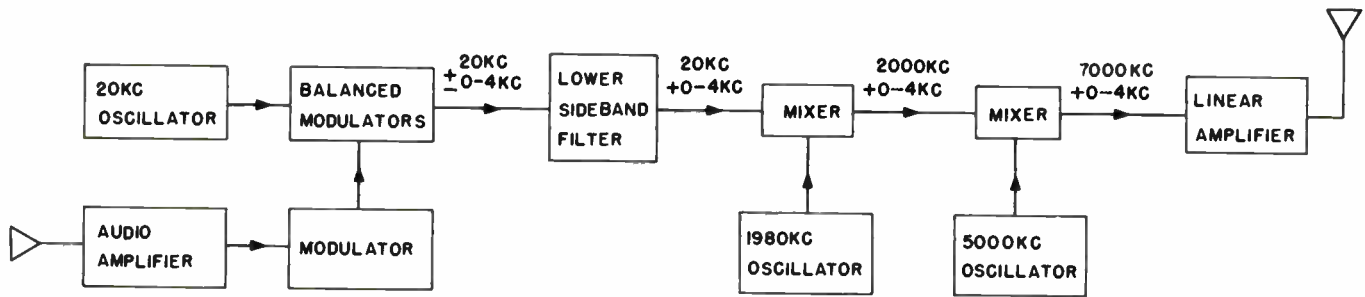 20KC
OSCILLATOR
BALANCED
MODULATORS
20KC
±0-4KC
LOWER
SIDEBAND
FILTER
20KC
+0-4KC
MIXER
2000KC
+0-4KC
MIXER
7000KC
+0-4KC
LINEAR
AMPLIFIER
AUDIO
AMPLIFIER
MODULATOR
1980KC
OSCILLATOR
5000KC
OSCILLATOR